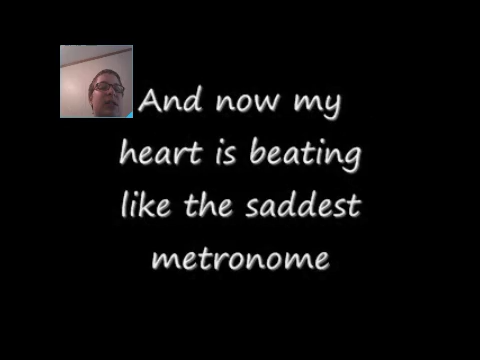 And now my
heart is beating
like the saddest
metronome